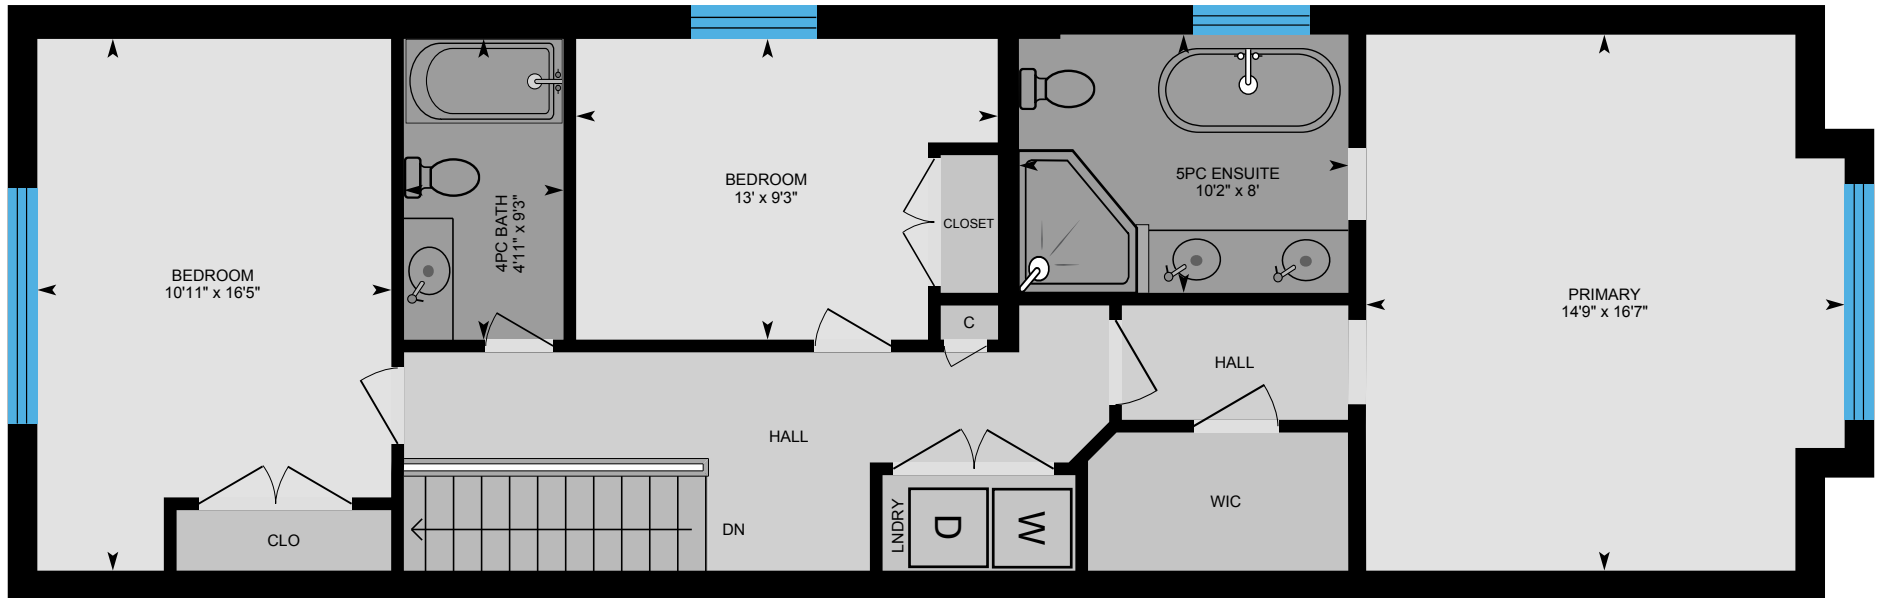 BEDROOM
10'11" x 16'5"
4PC BATH
4'11" x 9'3"
BEDROOM
13' x 9'3"
CLOSET
C
5PC ENSUITE
10'2" x 8'
PRIMARY
14'9" x 16'7"
HALL
HALL
WIC
LNDRY
D
W
DN
CLO